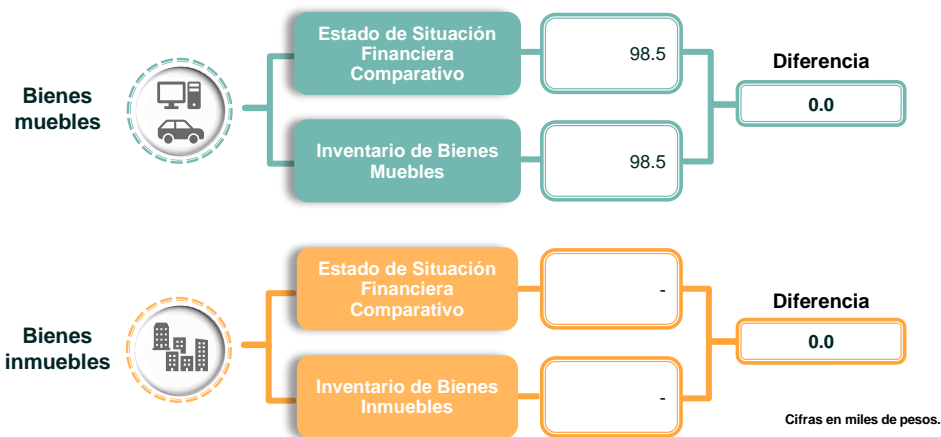 Bienes
muebles
Estado de Situación
Financiera
Comparativo
98.5
Inventario de Bienes
Muebles
98.5
Diferencia
0.0
Bienes
inmuebles
Estado de Situación
Financiera
Comparativo
-
Inventario de Bienes
Inmuebles
-
Diferencia
0.0
Cifras en miles de pesos.